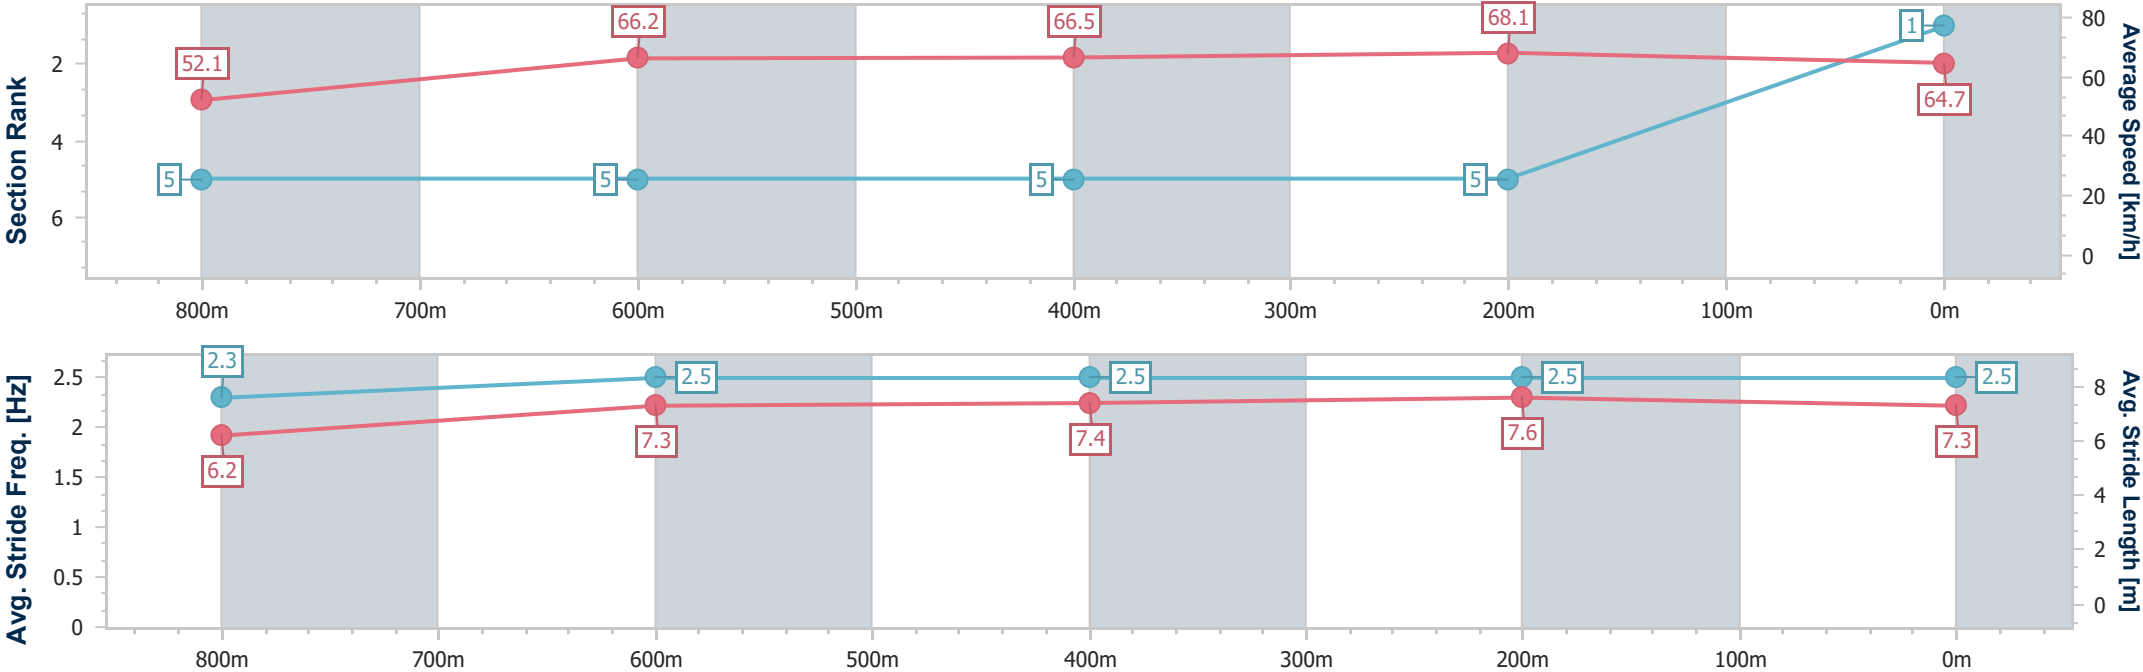 Section Rank
2
4
6
52.1
66.2
66.5
68.1
64.7
5
5
5
5
1
80
60
40
20
0
Average Speed [km/h]
800m
700m
600m
500m
400m
300m
200m
100m
0m
Avg. Stride Freq. [Hz]
2.5
2
1.5
1
0.5
0
2.3
2.5
2.5
2.5
2.5
6.2
7.3
7.4
7.6
7.3
8
6
4
2
0
Avg. Stride Length [m]
800m
700m
600m
500m
400m
300m
200m
100m
0m